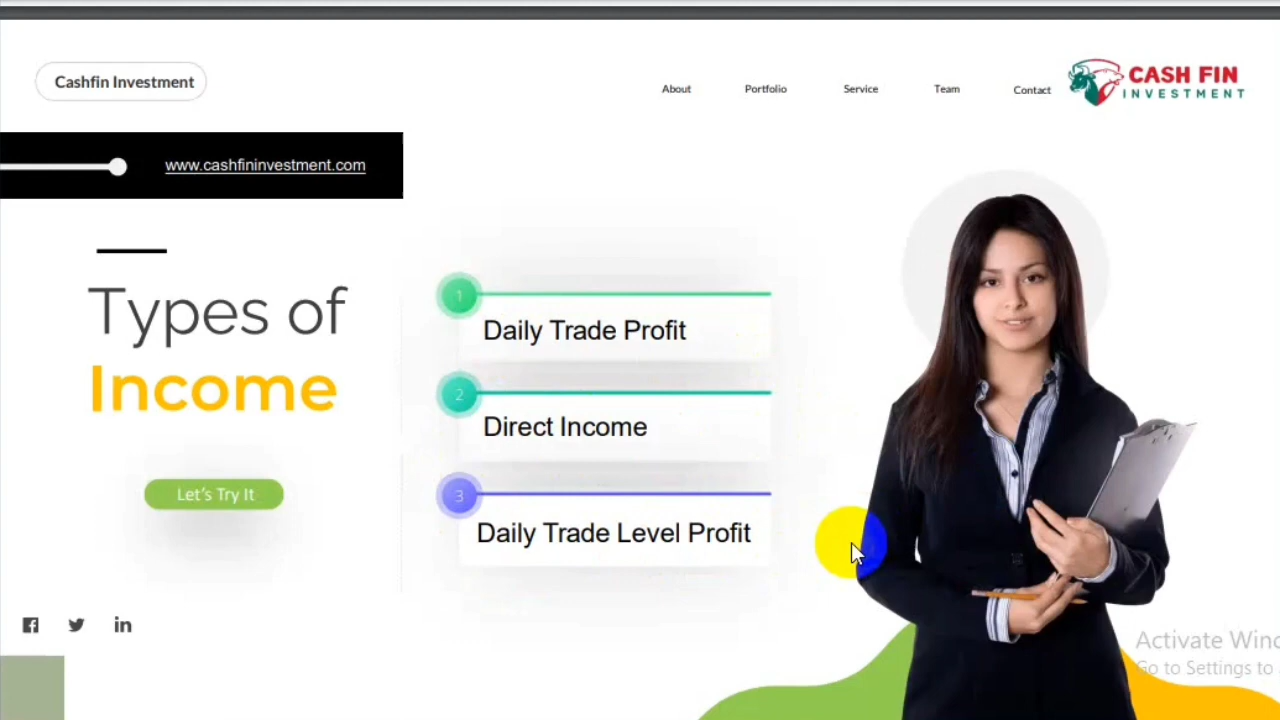 Cashfin Investment
About
Portfolio
Service
Team
Contact
CASH FIN
INVESTMENT
www.cashfininvestment.com
Types of
Income
Let's Try It
1
Daily Trade Profit
2
Direct Income
3
Daily Trade Level Profit
Activate Wind
Go to Settings to